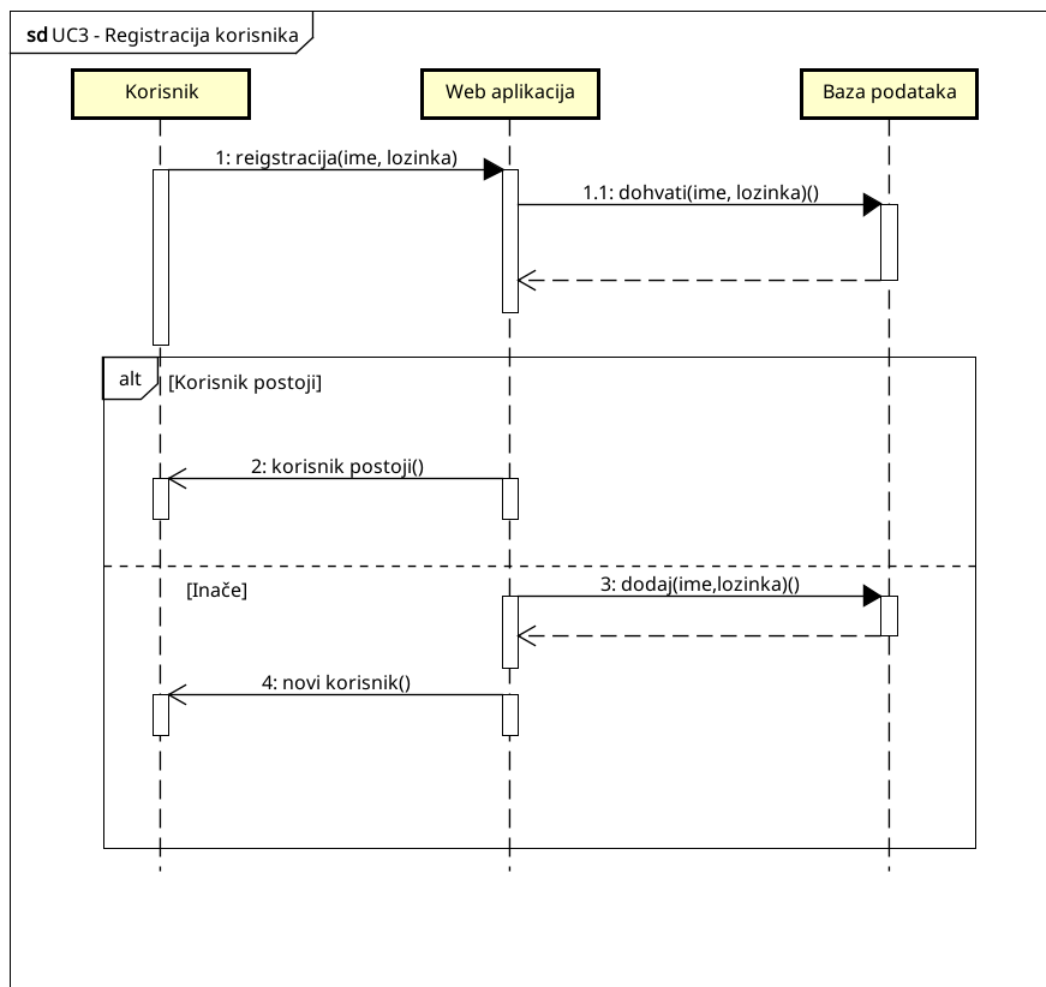 sd UC3 - Registracija korisnika
Korisnik
Web aplikacija
Baza podataka
1: reigstracija(ime, lozinka)
1.1: dohvati(ime, lozinka)()
alt
[Korisnik postoji]
2: korisnik postoji()
[Inače]
3: dodaj(ime,lozinka)()
4: novi korisnik()